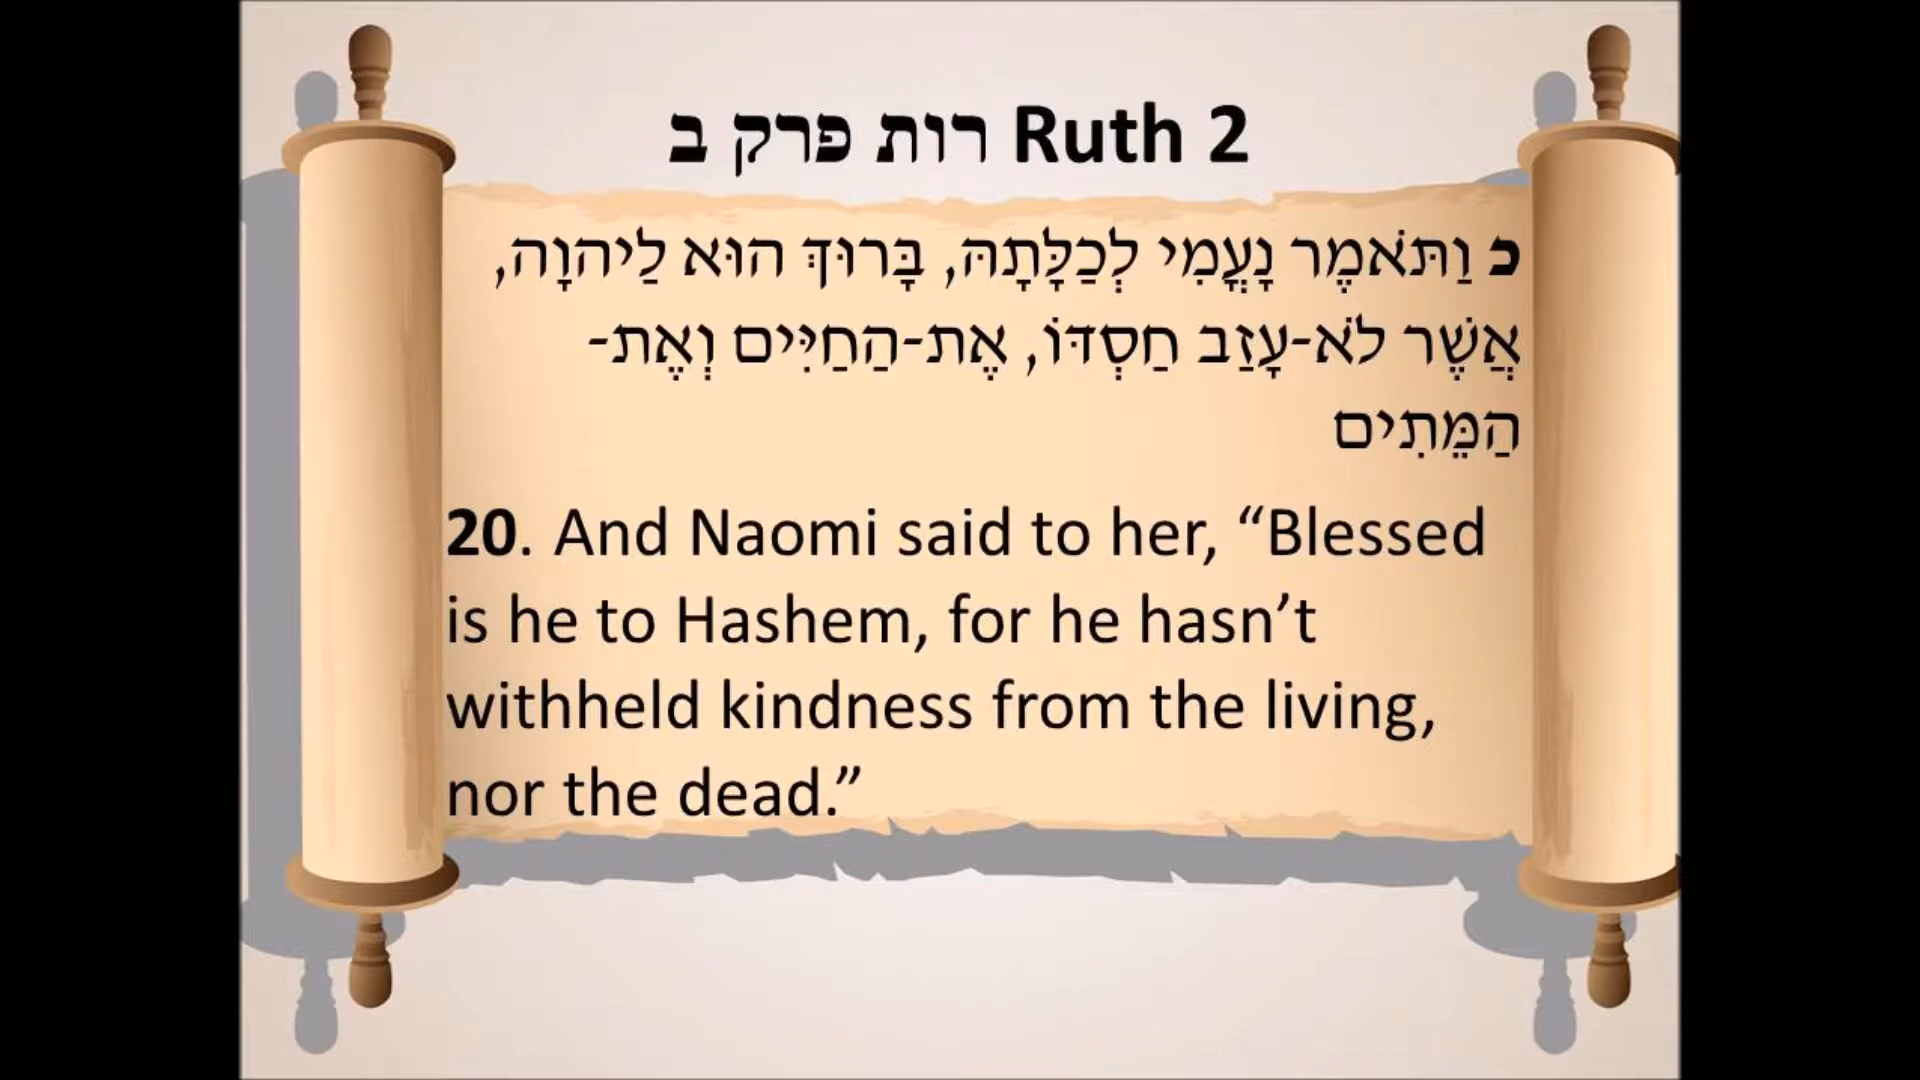 רות פרק ב Ruth 2
כ וַתֹּאמֶר נָעֳמִי לְכַלָּתָהּ, בָּרוּךְ הוּא לַיהוָה,
אֲשֶׁר לֹא-עָזַב חַסְדּוֹ, אֶת-הַחַיִּים וְאֶת-
הַמֵּתִים
20. And Naomi said to her, “Blessed
is he to Hashem, for he hasn’t
withheld kindness from the living,
nor the dead.”